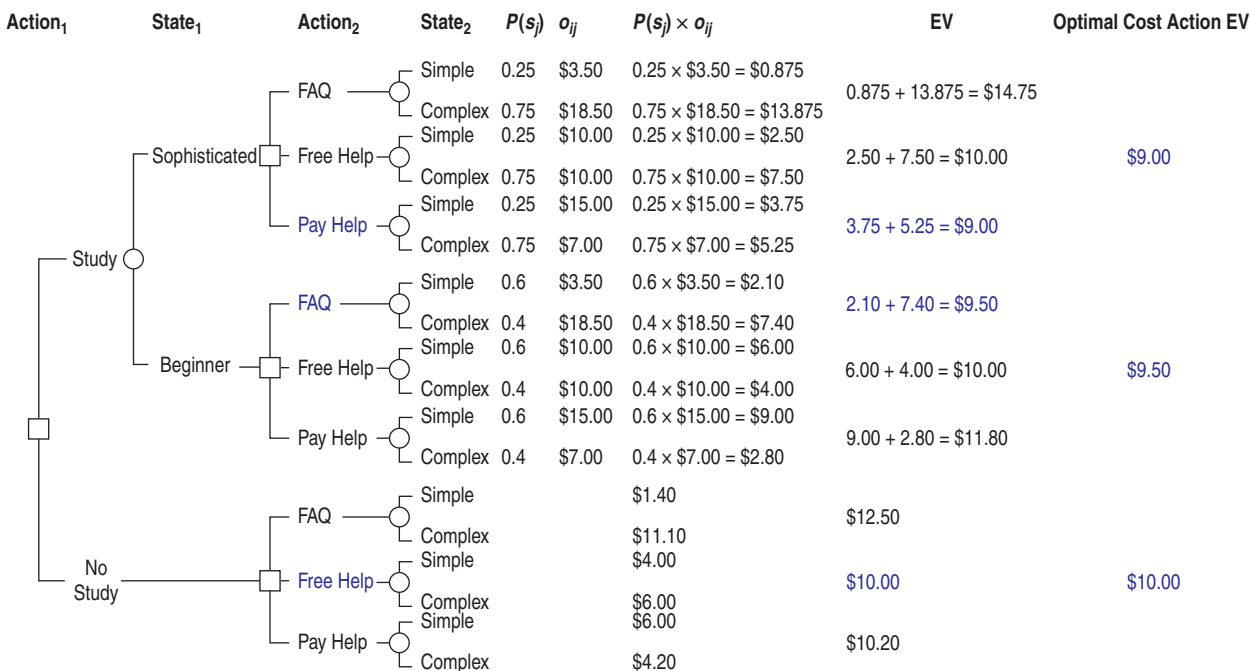 Action1 State1 Action2 State2 P(sj) oij P(sj) × oij EV Optimal Cost Action EV
Simple 0.25 $3.50 0.25 × $3.50 = $0.875
FAQ 0.875 + 13.875 = $14.75
Complex 0.75 $18.50 0.75 × $18.50 = $13.875
Simple 0.25 $10.00 0.25 × $10.00 = $2.50
Sophisticated Free Help 2.50 + 7.50 = $10.00 $9.00
Complex 0.75 $10.00 0.75 × $10.00 = $7.50
Simple 0.25 $15.00 0.25 × $15.00 = $3.75
Pay Help 3.75 + 5.25 = $9.00
Complex 0.75 $7.00 0.75 × $7.00 = $5.25
Study
Simple 0.6 $3.50 0.6 × $3.50 = $2.10
FAQ 2.10 + 7.40 = $9.50
Complex 0.4 $18.50 0.4 × $18.50 = $7.40
Simple 0.6 $10.00 0.6 × $10.00 = $6.00
Beginner Free Help 6.00 + 4.00 = $10.00 $9.50
Complex 0.4 $10.00 0.4 × $10.00 = $4.00
Simple 0.6 $15.00 0.6 × $15.00 = $9.00
Pay Help 9.00 + 2.80 = $11.80
Complex 0.4 $7.00 0.4 × $7.00 = $2.80
Simple $1.40
FAQ $12.50
Complex $11.10
Simple $4.00
No
Study Free Help $10.00 $10.00
Complex $6.00
Simple $6.00
Pay Help $10.20
Complex $4.20